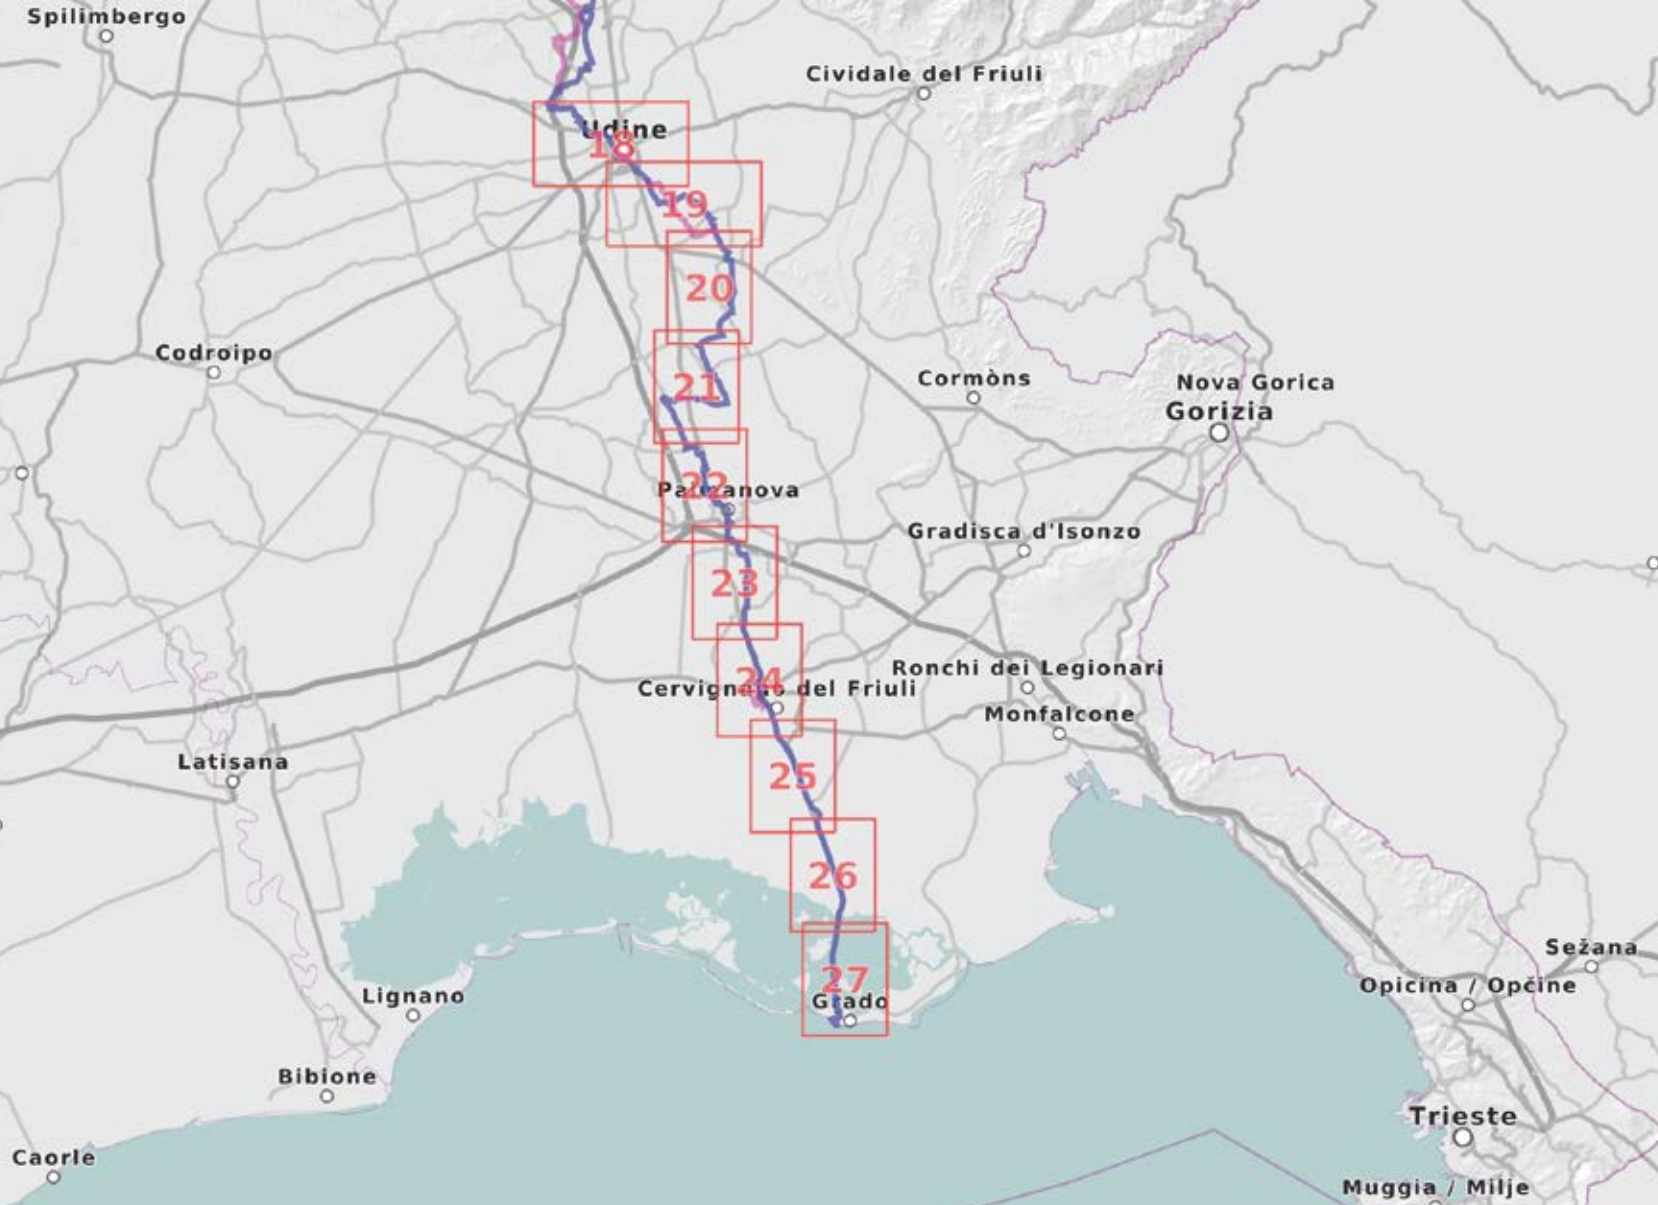 Spilimbergo
Cividale del Friuli
Udine
18
19
20
Codroipo
21
Cormòns
Nova Gorica
Gorizia
22
Palmanova
Gradisca d'Isonzo
23
Ronchi dei Legionari
24
Cervignano del Friuli
Monfalcone
Latisana
25
26
Sežana
27
Opicina / Opčine
Lignano
Grado
Bibione
Trieste
Caorle
Muggia / Milje